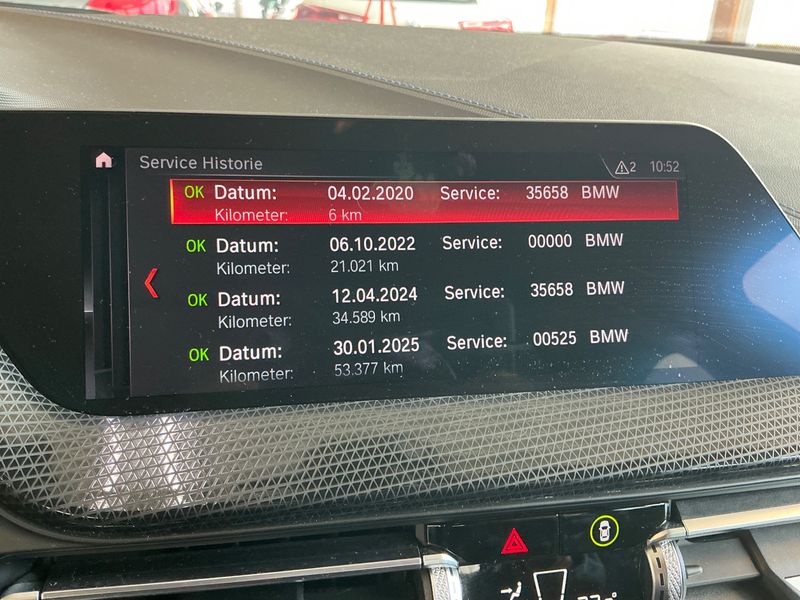 Service Historie 2 10:52
OK Datum: 04.02.2020 Service: 35658 BMW
Kilometer: 6 km
OK Datum: 06.10.2022 Service: 00000 BMW
Kilometer: 21.021 km
OK Datum: 12.04.2024 Service: 35658 BMW
Kilometer: 34.589 km
OK Datum: 30.01.2025 Service: 00525 BMW
Kilometer: 53.377 km